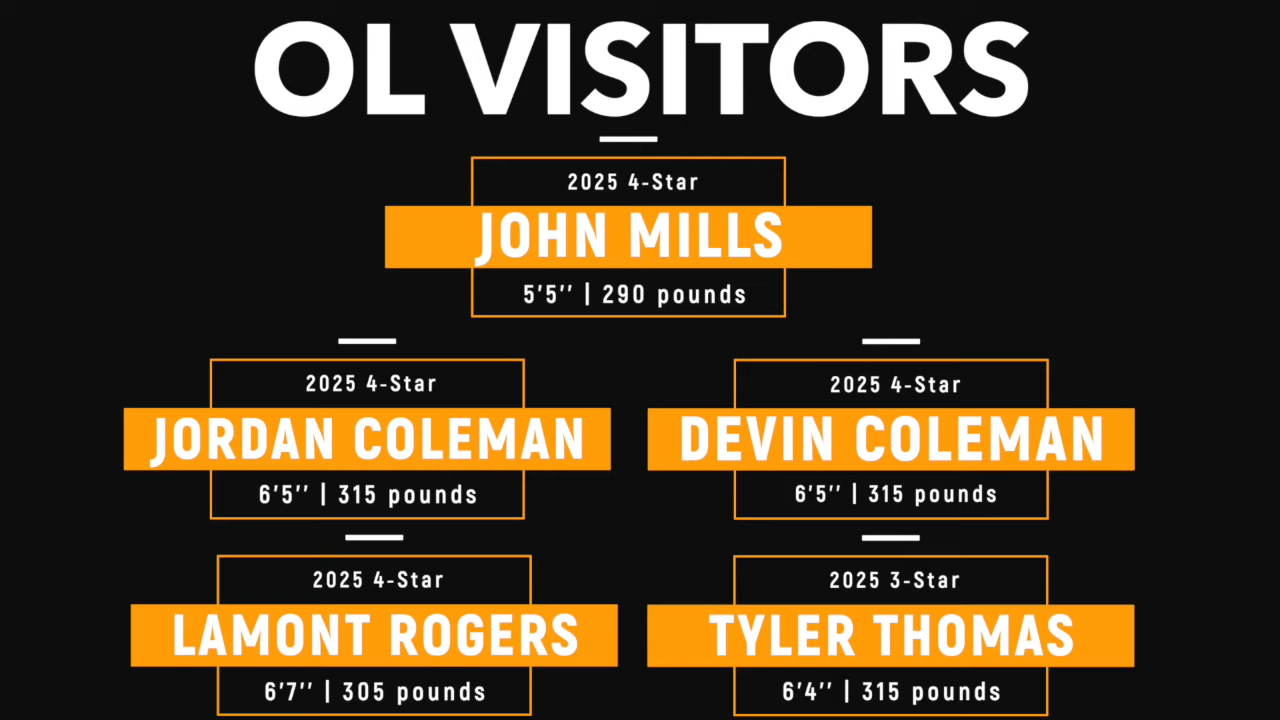 OL VISITORS
2025 4-Star
JOHN MILLS
5'5'' | 290 pounds
2025 4-Star
JORDAN COLEMAN
6'5'' | 315 pounds
2025 4-Star
DEVIN COLEMAN
6'5'' | 315 pounds
2025 4-Star
LAMONT ROGERS
6'7'' | 305 pounds
2025 3-Star
TYLER THOMAS
6'4'' | 315 pounds